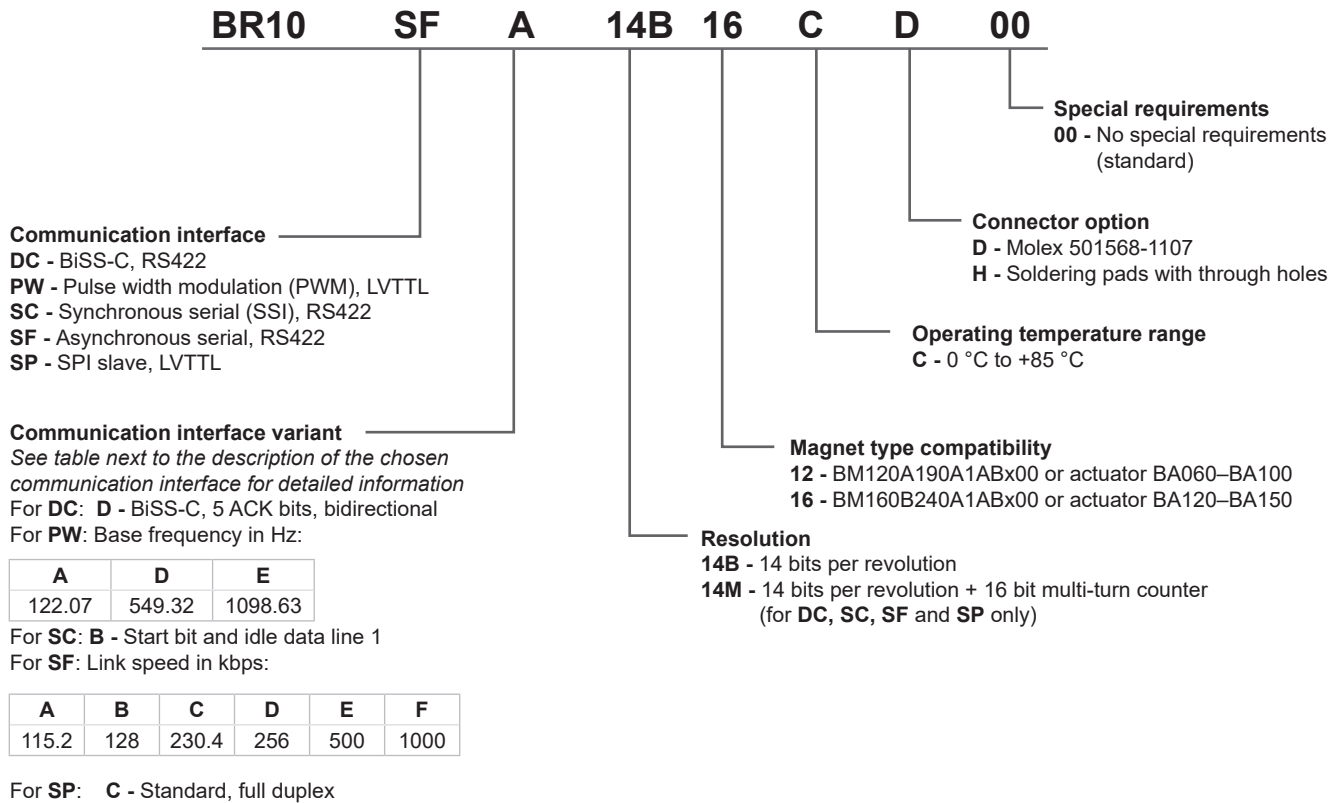 BR10 SF A 14B 16 C D 00
Special requirements
00 - No special requirements
(standard)
Connector option
D - Molex 501568-1107
H - Soldering pads with through holes
Operating temperature range
C - 0 °C to +85 °C
Magnet type compatibility
12 - BM120A190A1ABx00 or actuator BA060–BA100
16 - BM160B240A1ABx00 or actuator BA120–BA150
Resolution
14B - 14 bits per revolution
14M - 14 bits per revolution + 16 bit multi-turn counter
(for DC, SC, SF and SP only)
Communication interface
DC - BiSS-C, RS422
PW - Pulse width modulation (PWM), LVTTL
SC - Synchronous serial (SSI), RS422
SF - Asynchronous serial, RS422
SP - SPI slave, LVTTL
Communication interface variant
See table next to the description of the chosen
communication interface for detailed information
For DC: D - BiSS-C, 5 ACK bits, bidirectional
For PW: Base frequency in Hz:
A D E
122.07 549.32 1098.63
For SC: B - Start bit and idle data line 1
For SF: Link speed in kbps:
A B C D E F
115.2 128 230.4 256 500 1000
For SP: C - Standard, full duplex